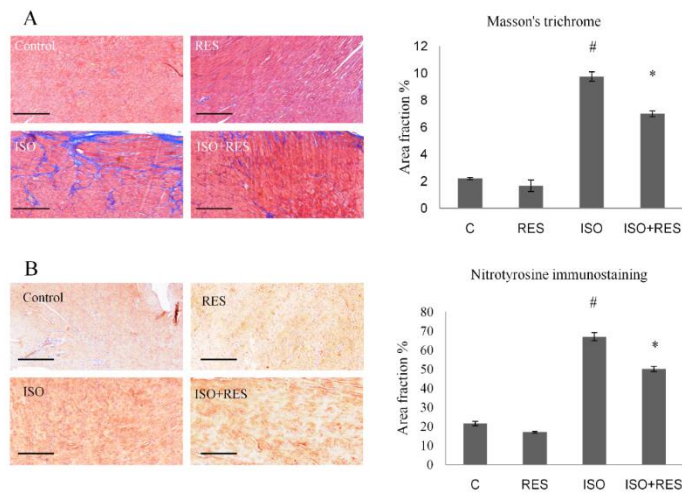 A
Control
RES
ISO
ISO+RES
Masson's trichrome
Area fraction %
12
10
8
6
4
2
0
#
*
C
RES
ISO
ISO+RES
B
Control
RES
ISO
ISO+RES
Nitrotyrosine immunostaining
Area fraction %
80
70
60
50
40
30
20
10
0
#
*
C
RES
ISO
ISO+RES